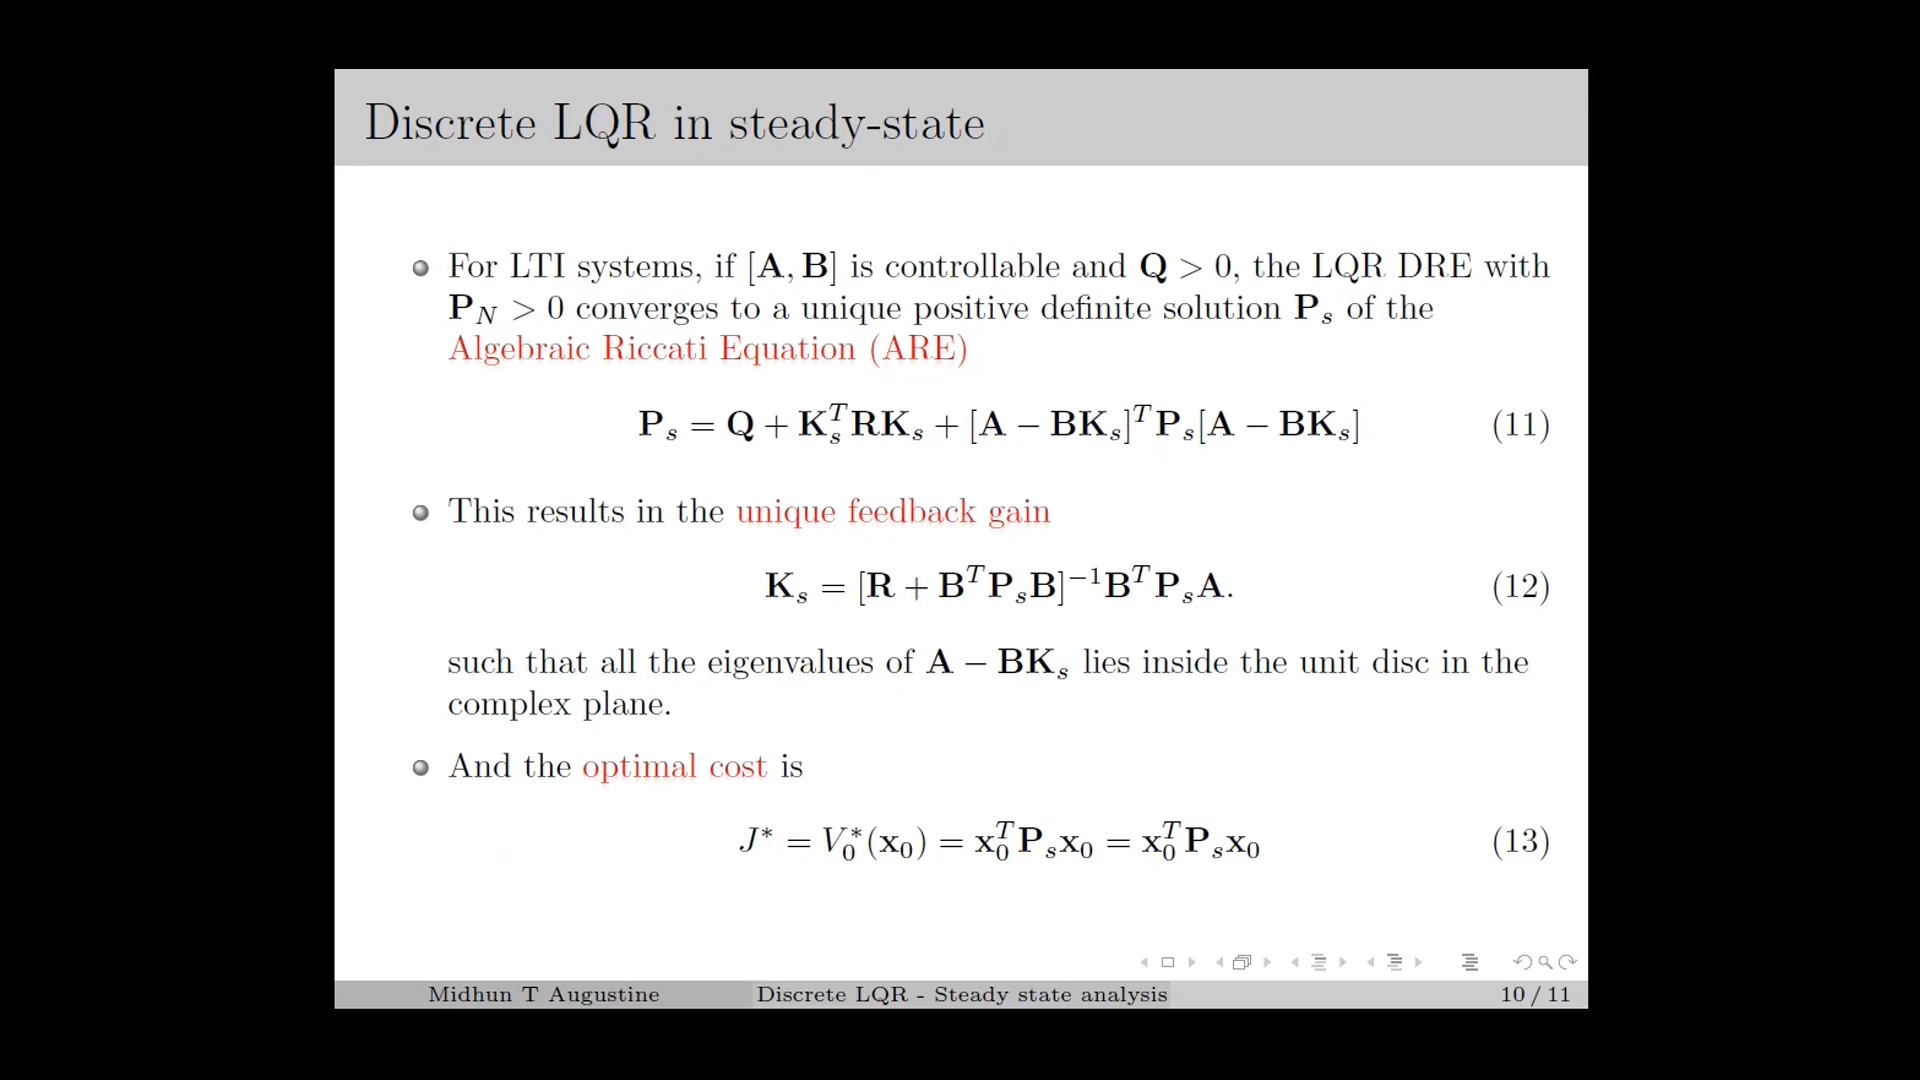 Discrete LQR in steady-state
For LTI systems, if [A, B] is controllable and Q > 0, the LQR DRE with
P_N > 0 converges to a unique positive definite solution P_s of the
Algebraic Riccati Equation (ARE)
P_s = Q + K_s^T RK_s + [A − BK_s]^T P_s[A − BK_s] (11)
This results in the unique feedback gain
K_s = [R + B^T P_s B]^{−1} B^T P_s A. (12)
such that all the eigenvalues of A − BK_s lies inside the unit disc in the
complex plane.
And the optimal cost is
J* = V_0^*(x_0) = x_0^T P_s x_0 = x_0^T P_s x_0 (13)
Midhun T Augustine Discrete LQR - Steady state analysis 10 / 11